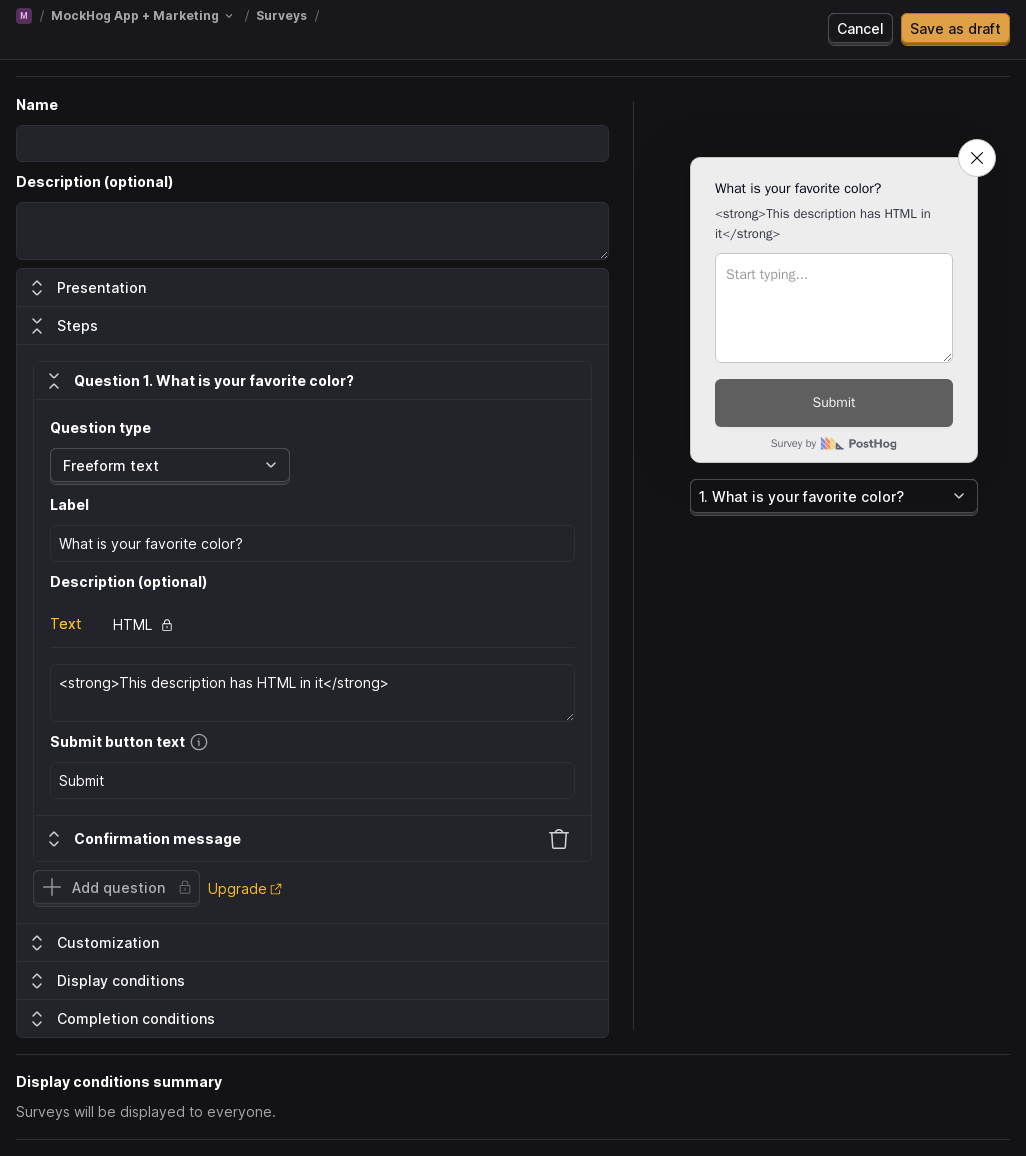 M / MockHog App + Marketing / Surveys /
Cancel
Save as draft
Name
Description (optional)
Presentation
Steps
Question 1. What is your favorite color?
Question type
Freeform text
Label
What is your favorite color?
Description (optional)
Text
HTML
<strong>This description has HTML in it</strong>
Submit button text
Submit
Confirmation message
Add question
Upgrade
Customization
Display conditions
Completion conditions
What is your favorite color?
<strong>This description has HTML in
it</strong>
Start typing...
Submit
Survey by PostHog
1. What is your favorite color?
Display conditions summary
Surveys will be displayed to everyone.